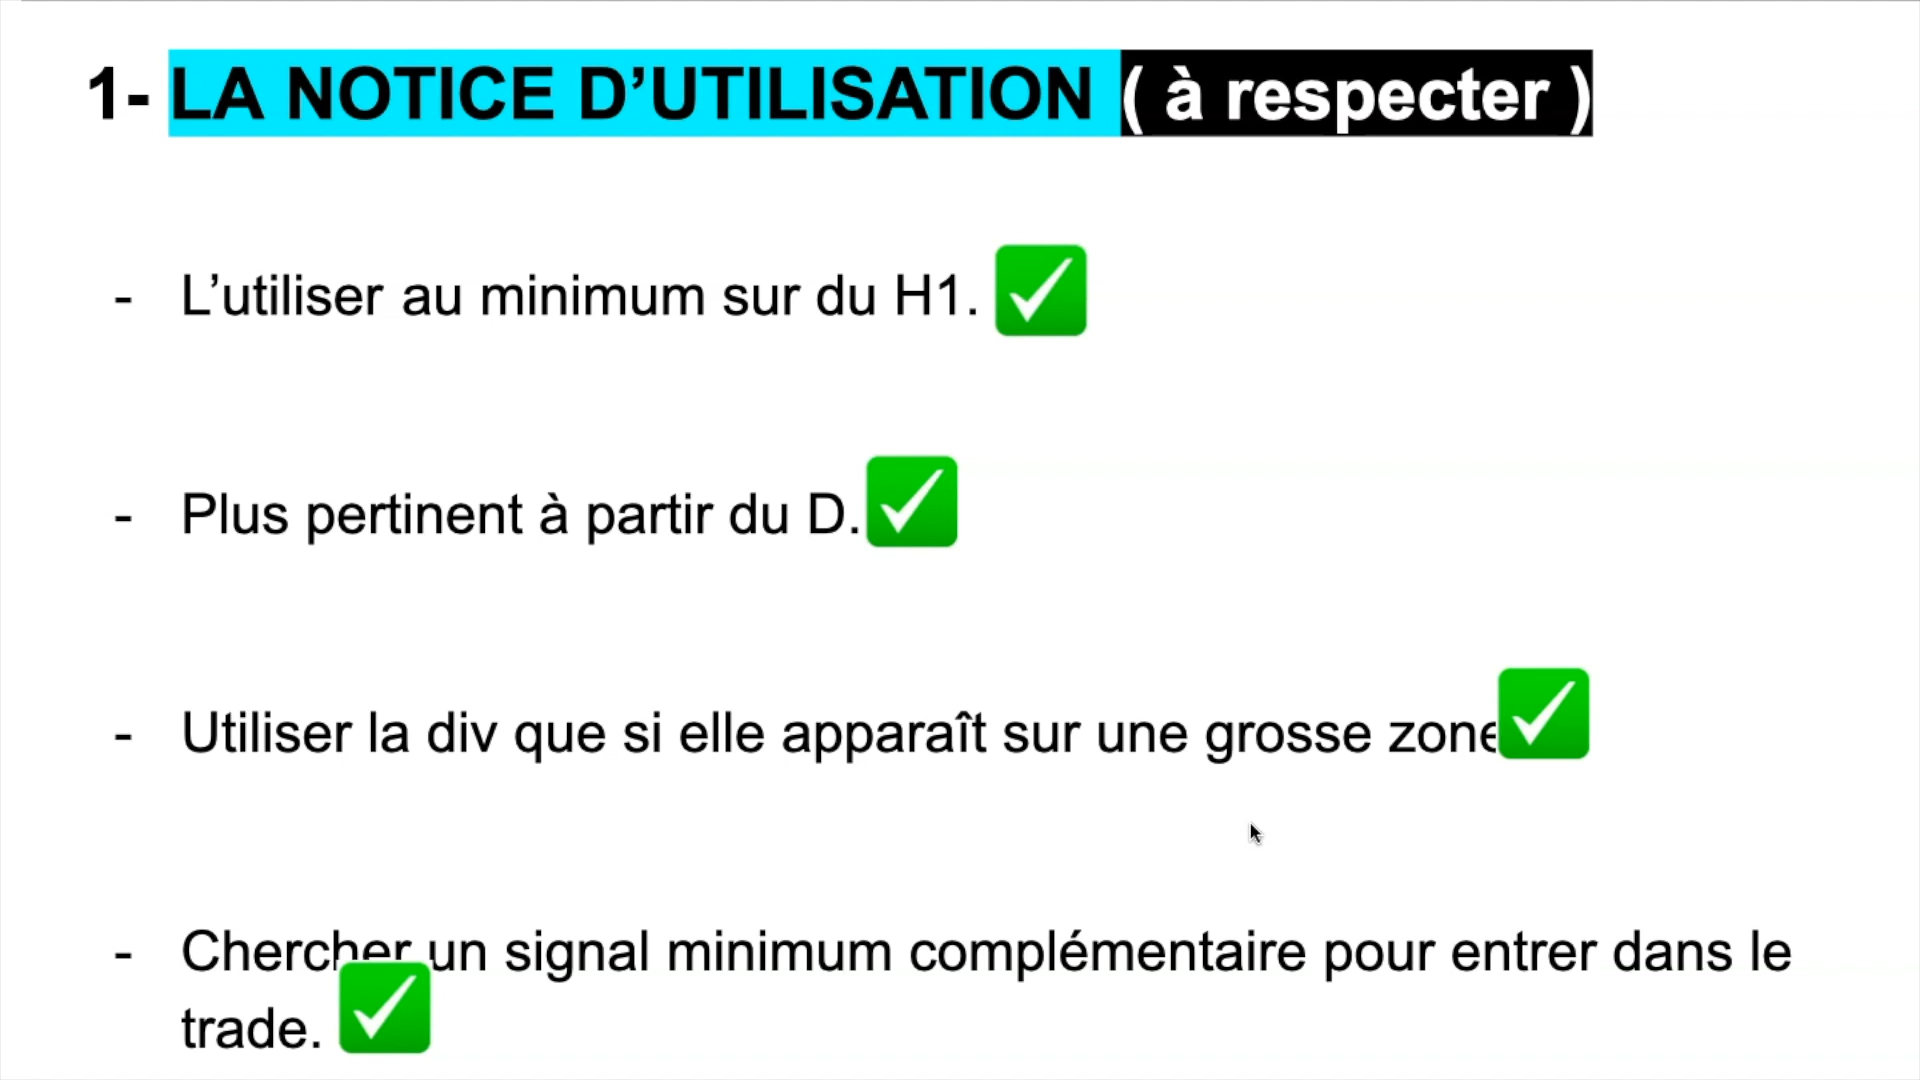 1- LA NOTICE D’UTILISATION ( à respecter )
- L’utiliser au minimum sur du H1. ✅
- Plus pertinent à partir du D. ✅
- Utiliser la div que si elle apparaît sur une grosse zone ✅
- Chercher un signal minimum complémentaire pour entrer dans le
trade. ✅